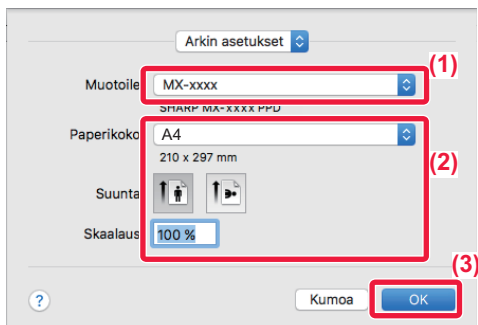 Arkin asetukset
(1)
Muotoile MX-xxxx
SHARP MX-xxxx PPD
Paperikoko A4
210 x 297 mm
(2)
Suunta
Skaalaus 100 %
(3)
? Kumoa OK